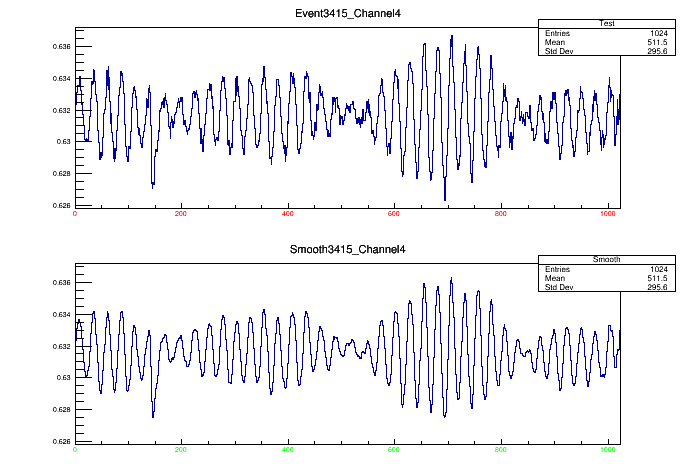 Event3415_Channel4
Test
Entries 1024
Mean 511.5
Std Dev 295.6
0.636
0.634
0.632
0.63
0.628
0.626
0 200 400 600 800 1000
Smooth3415_Channel4
Smooth
Entries 1024
Mean 511.5
Std Dev 295.6
0.636
0.634
0.632
0.63
0.628
0.626
0 200 400 600 800 1000